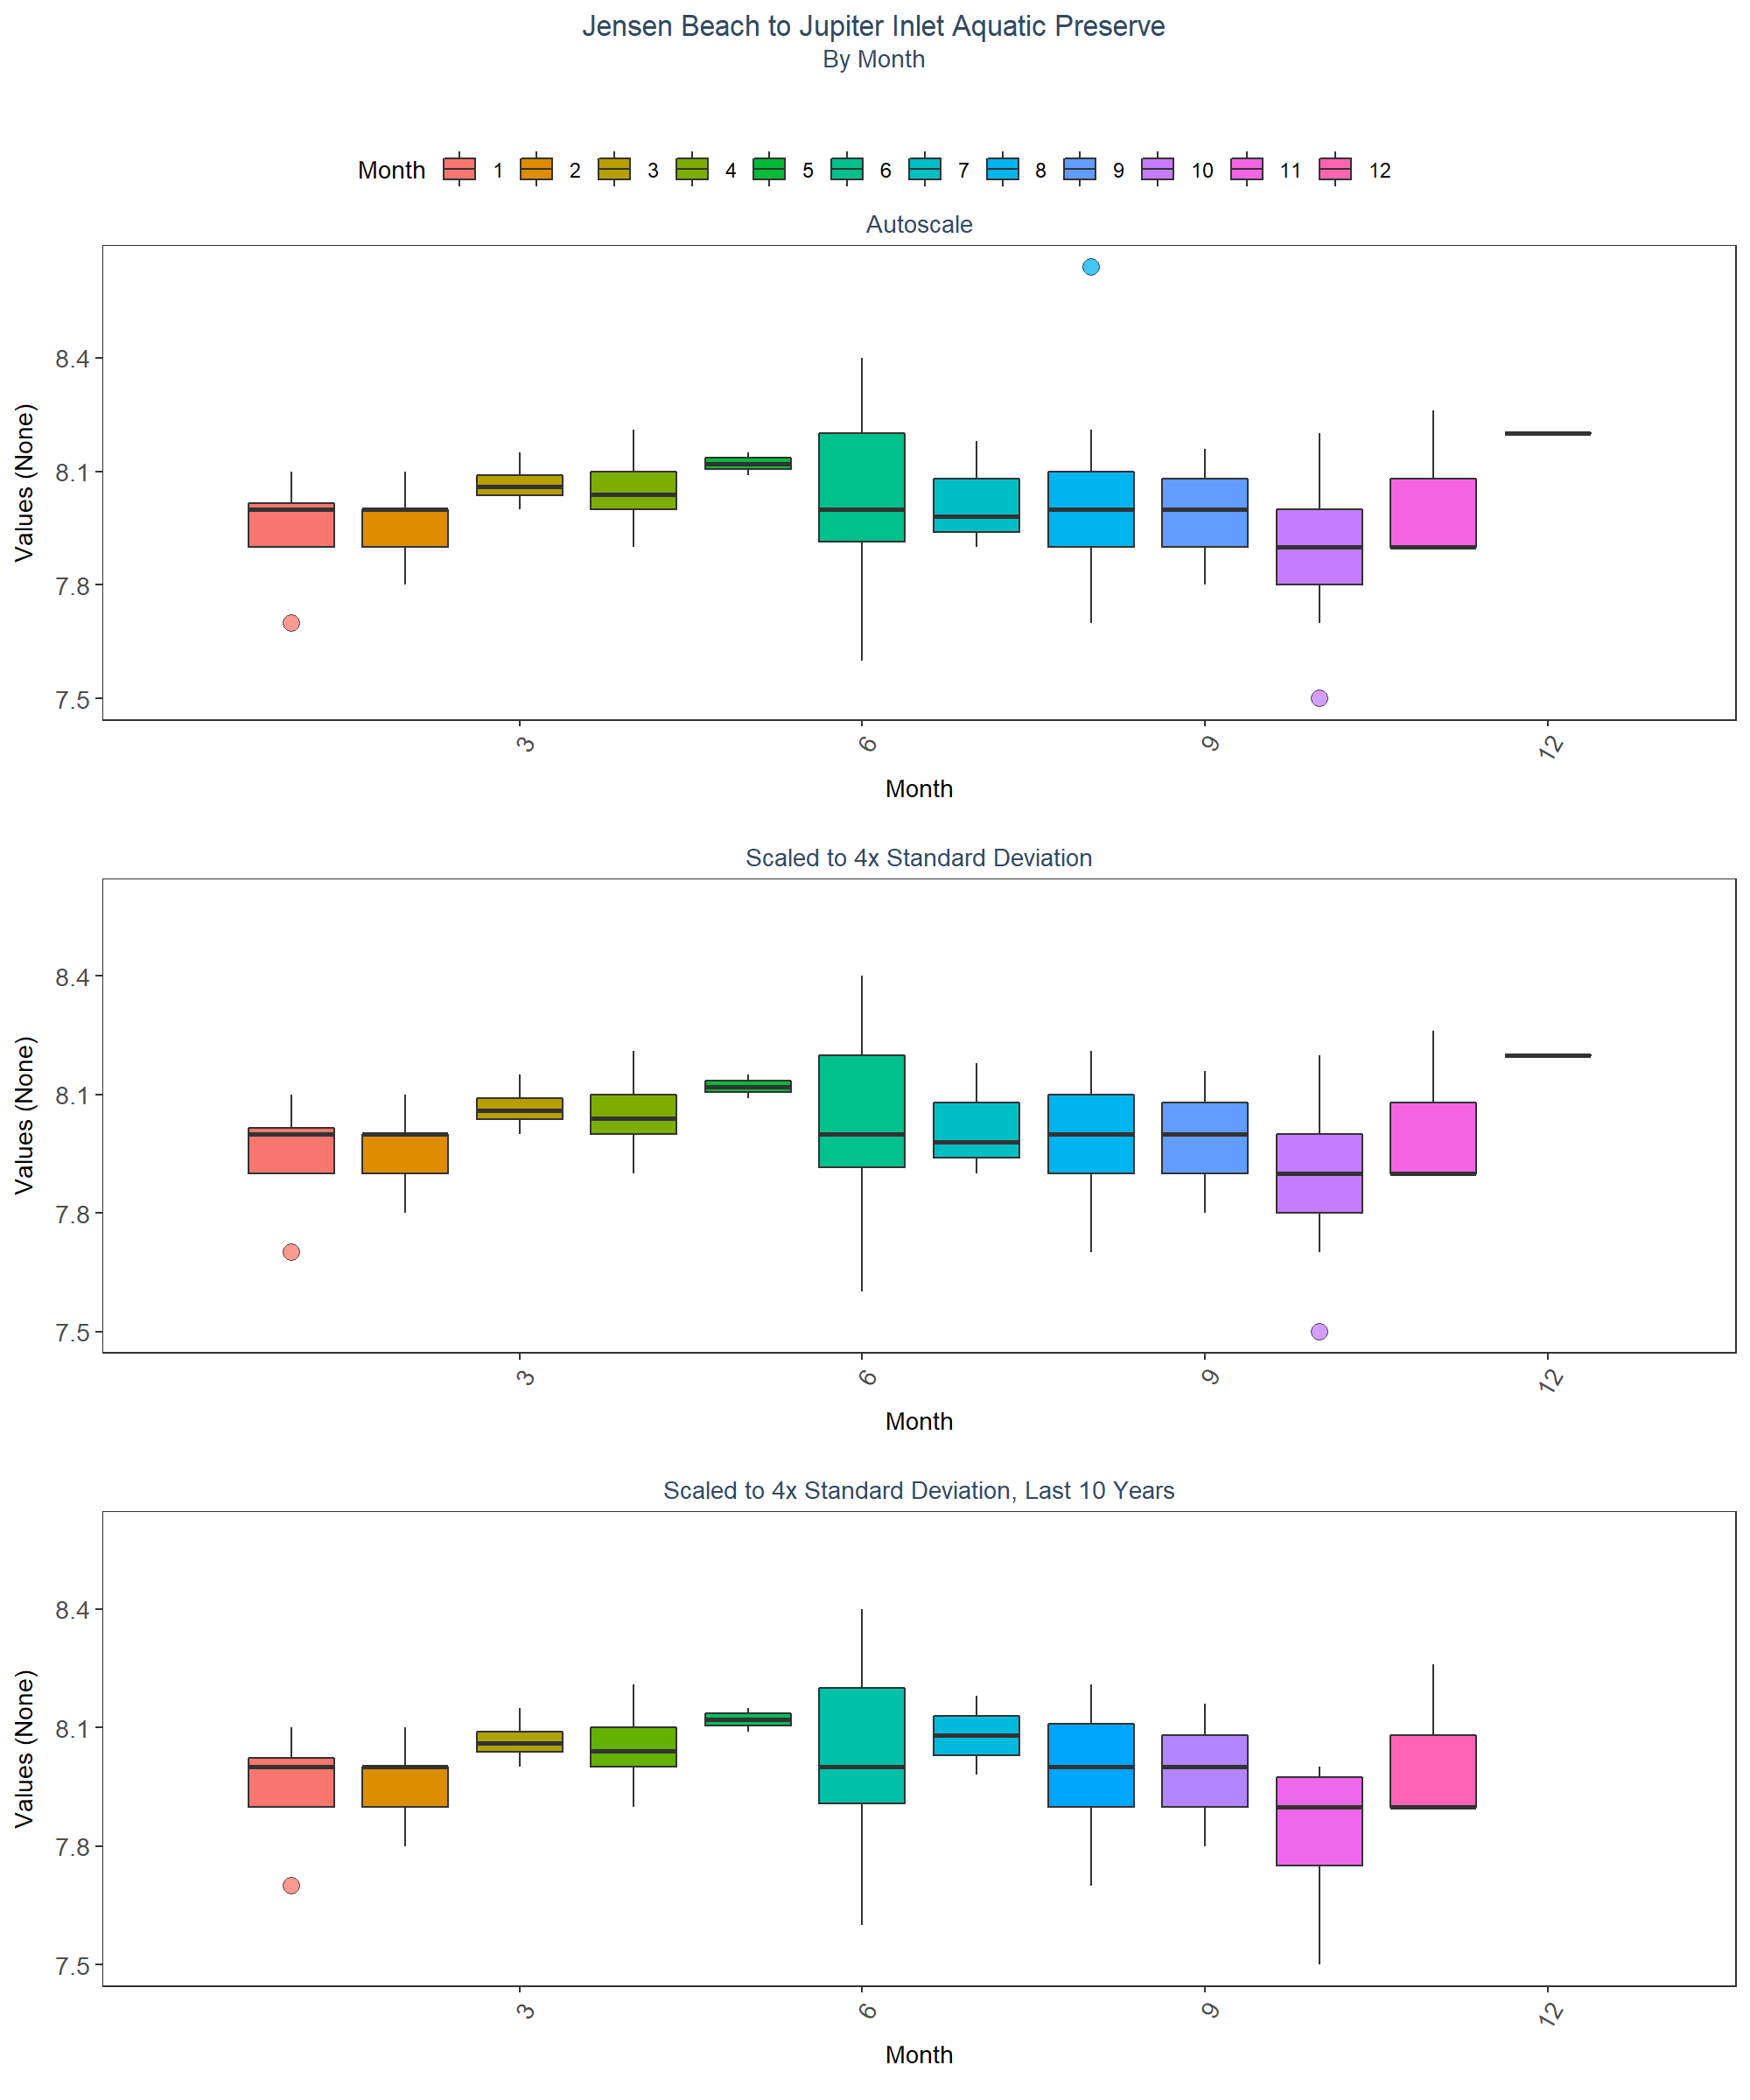 Jensen Beach to Jupiter Inlet Aquatic Preserve
By Month
Month 1 2 3 4 5 6 7 8 9 10 11 12
Autoscale
Values (None)
8.4
8.1
7.8
7.5
3 6 9 12
Month
Scaled to 4x Standard Deviation
Values (None)
8.4
8.1
7.8
7.5
3 6 9 12
Month
Scaled to 4x Standard Deviation, Last 10 Years
Values (None)
8.4
8.1
7.8
7.5
3 6 9 12
Month